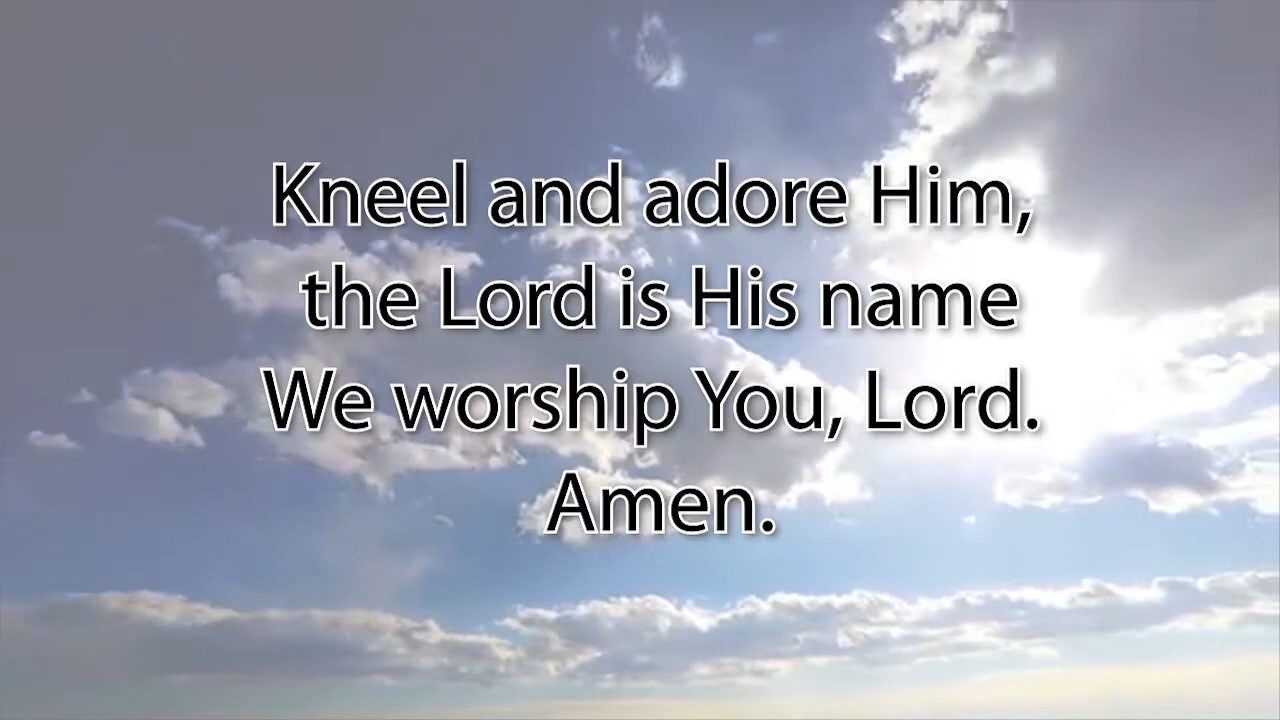 Kneel and adore Him,
the Lord is His name
We worship You, Lord.
Amen.